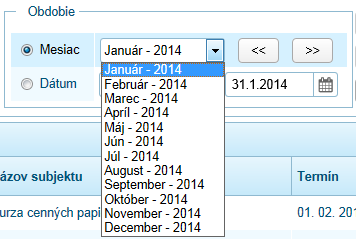 Obdobie
Mesiac
Január - 2014
<<
>>
Január - 2014
Február - 2014
Dátum
31.1.2014
Marec - 2014
Apríl - 2014
Máj - 2014
Jún - 2014
Júl - 2014
August - 2014
ázov subjektu
Termín
September - 2014
Október - 2014
urza cenných papi
01. 02. 201
November - 2014
December - 2014